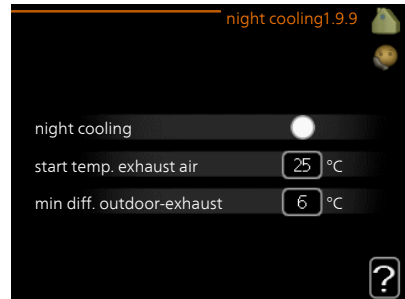 night cooling1.9.9
night cooling
start temp. exhaust air 25 °C
min diff. outdoor-exhaust 6 °C
?